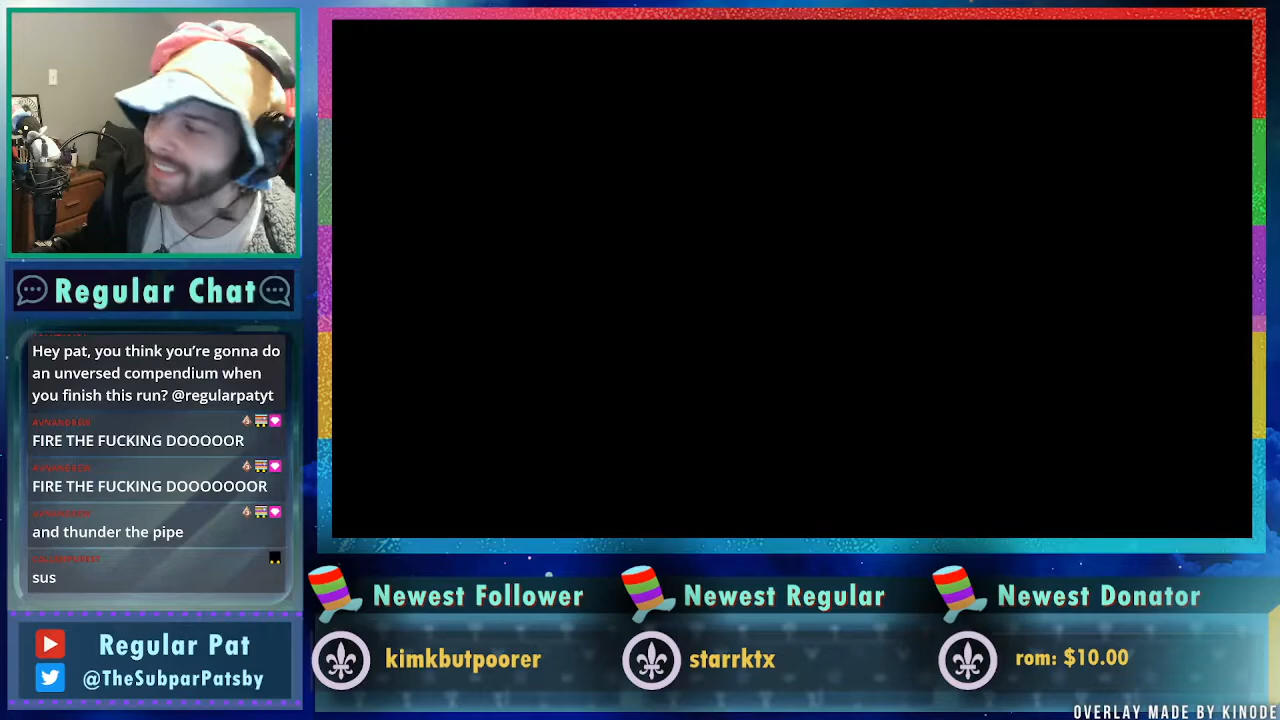 Regular Chat
Hey pat, you think you're gonna do
an unversed compendium when
you finish this run? @regularpatyt
FIRE THE FUCKING DOOOOOR
FIRE THE FUCKING DOOOOOOOR
and thunder the pipe
sus
Regular Pat
@TheSubparPatsby
Newest Follower
kimkbutpoorer
Newest Regular
starrktx
Newest Donator
rom: $10.00
OVERLAY MADE BY KINODE